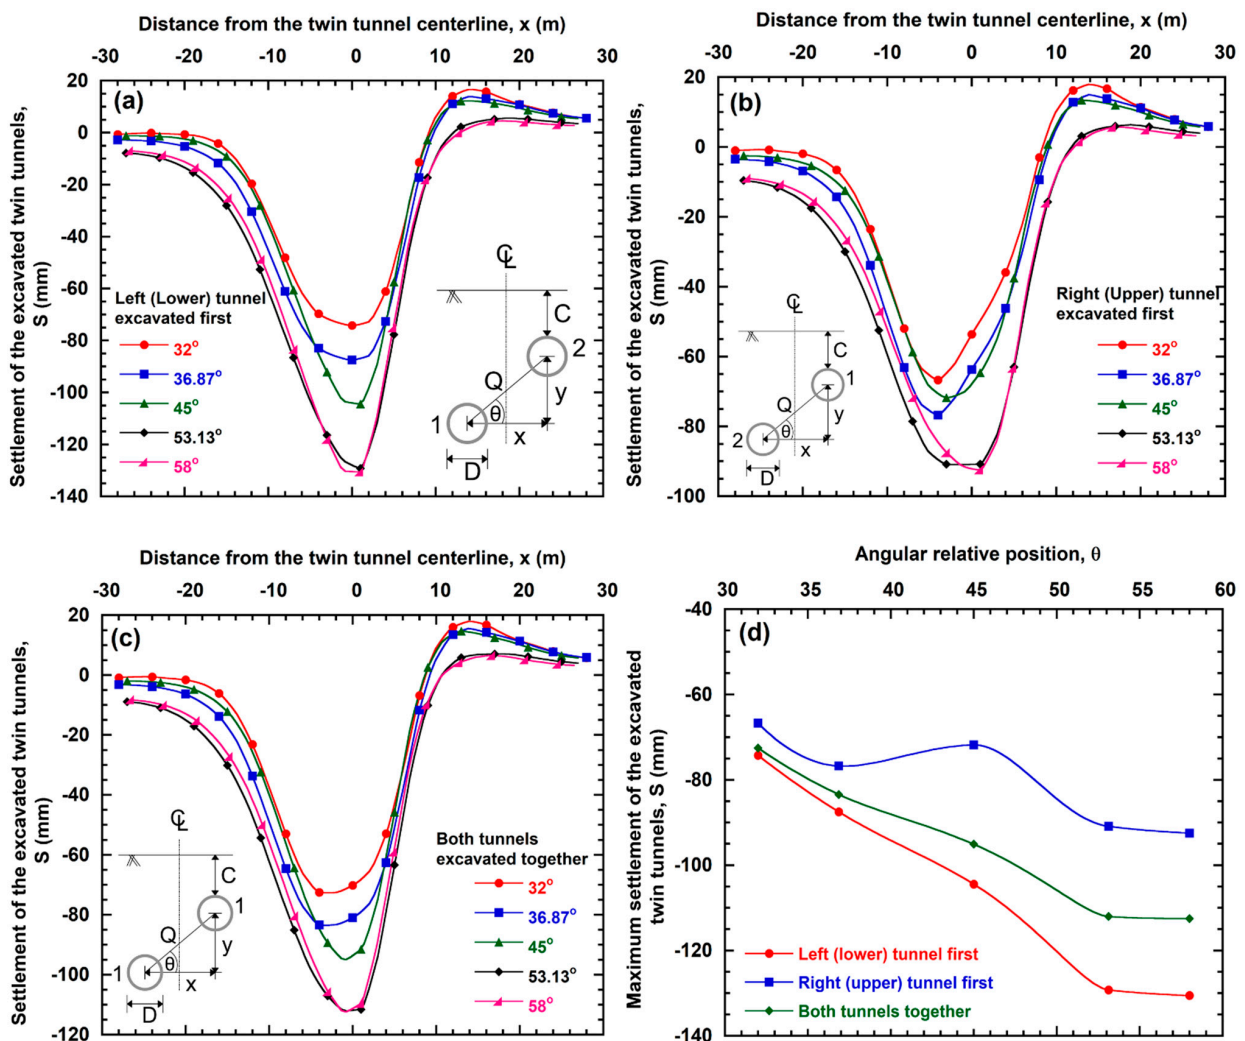 Distance from the twin tunnel centerline, x (m)
-30 -20 -10 0 10 20 30
Settlement of the excavated twin tunnels,
S (mm)
20
0
-20
-40
-60
-80
-100
-120
-140
(a)
Left (Lower) tunnel
excavated first
32°
36.87°
45°
53.13°
58°
℄
C
2
Q
y
1
θ
x
D
Distance from the twin tunnel centerline, x (m)
-30 -20 -10 0 10 20 30
Settlement of the excavated twin tunnels,
S (mm)
20
0
-20
-40
-60
-80
-100
(b)
Right (Upper) tunnel
excavated first
32°
36.87°
45°
53.13°
58°
℄
C
1
Q
y
2
θ
x
D
Distance from the twin tunnel centerline, x (m)
-30 -20 -10 0 10 20 30
Settlement of the excavated twin tunnels,
S (mm)
20
0
-20
-40
-60
-80
-100
-120
(c)
Both tunnels
excavated together
32°
36.87°
45°
53.13°
58°
℄
C
1
Q
y
1
θ
x
D
Angular relative position, θ
30 35 40 45 50 55 60
Maximum settlement of the excavated
twin tunnels, S (mm)
-40
-60
-80
-100
-120
-140
(d)
Left (lower) tunnel first
Right (upper) tunnel first
Both tunnels together